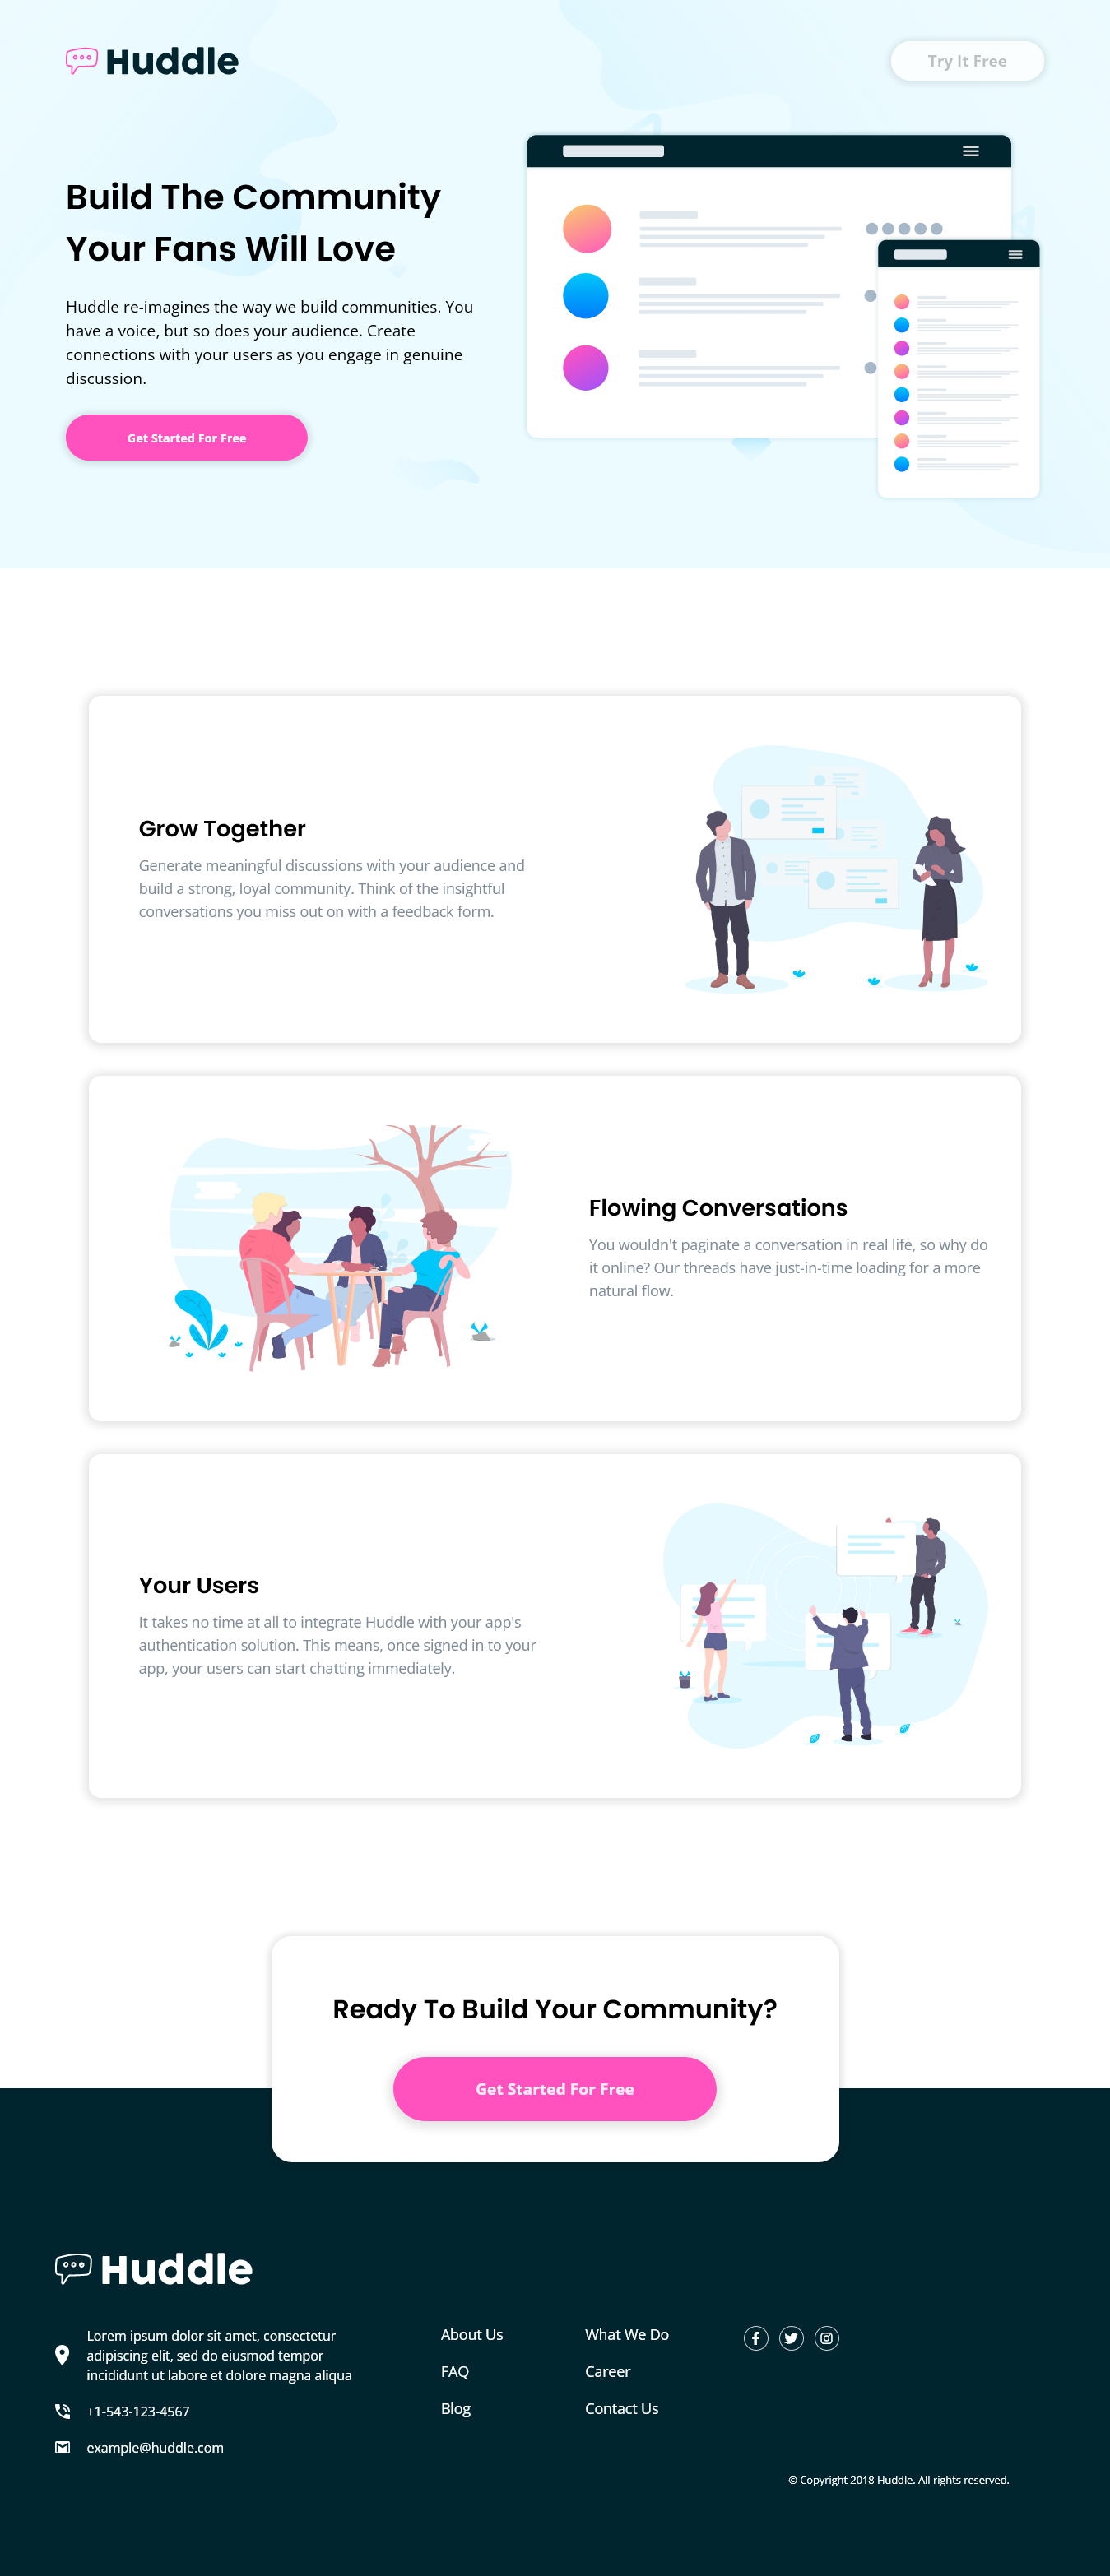 Huddle
Try It Free
Build The Community
Your Fans Will Love
Huddle re-imagines the way we build communities. You
have a voice, but so does your audience. Create
connections with your users as you engage in genuine
discussion.
Get Started For Free
Grow Together
Generate meaningful discussions with your audience and
build a strong, loyal community. Think of the insightful
conversations you miss out on with a feedback form.
Flowing Conversations
You wouldn't paginate a conversation in real life, so why do
it online? Our threads have just-in-time loading for a more
natural flow.
Your Users
It takes no time at all to integrate Huddle with your app's
authentication solution. This means, once signed in to your
app, your users can start chatting immediately.
Ready To Build Your Community?
Get Started For Free
Huddle
Lorem ipsum dolor sit amet, consectetur
adipiscing elit, sed do eiusmod tempor
incididunt ut labore et dolore magna aliqua
+1-543-123-4567
example@huddle.com
About Us
FAQ
Blog
What We Do
Career
Contact Us
© Copyright 2018 Huddle. All rights reserved.